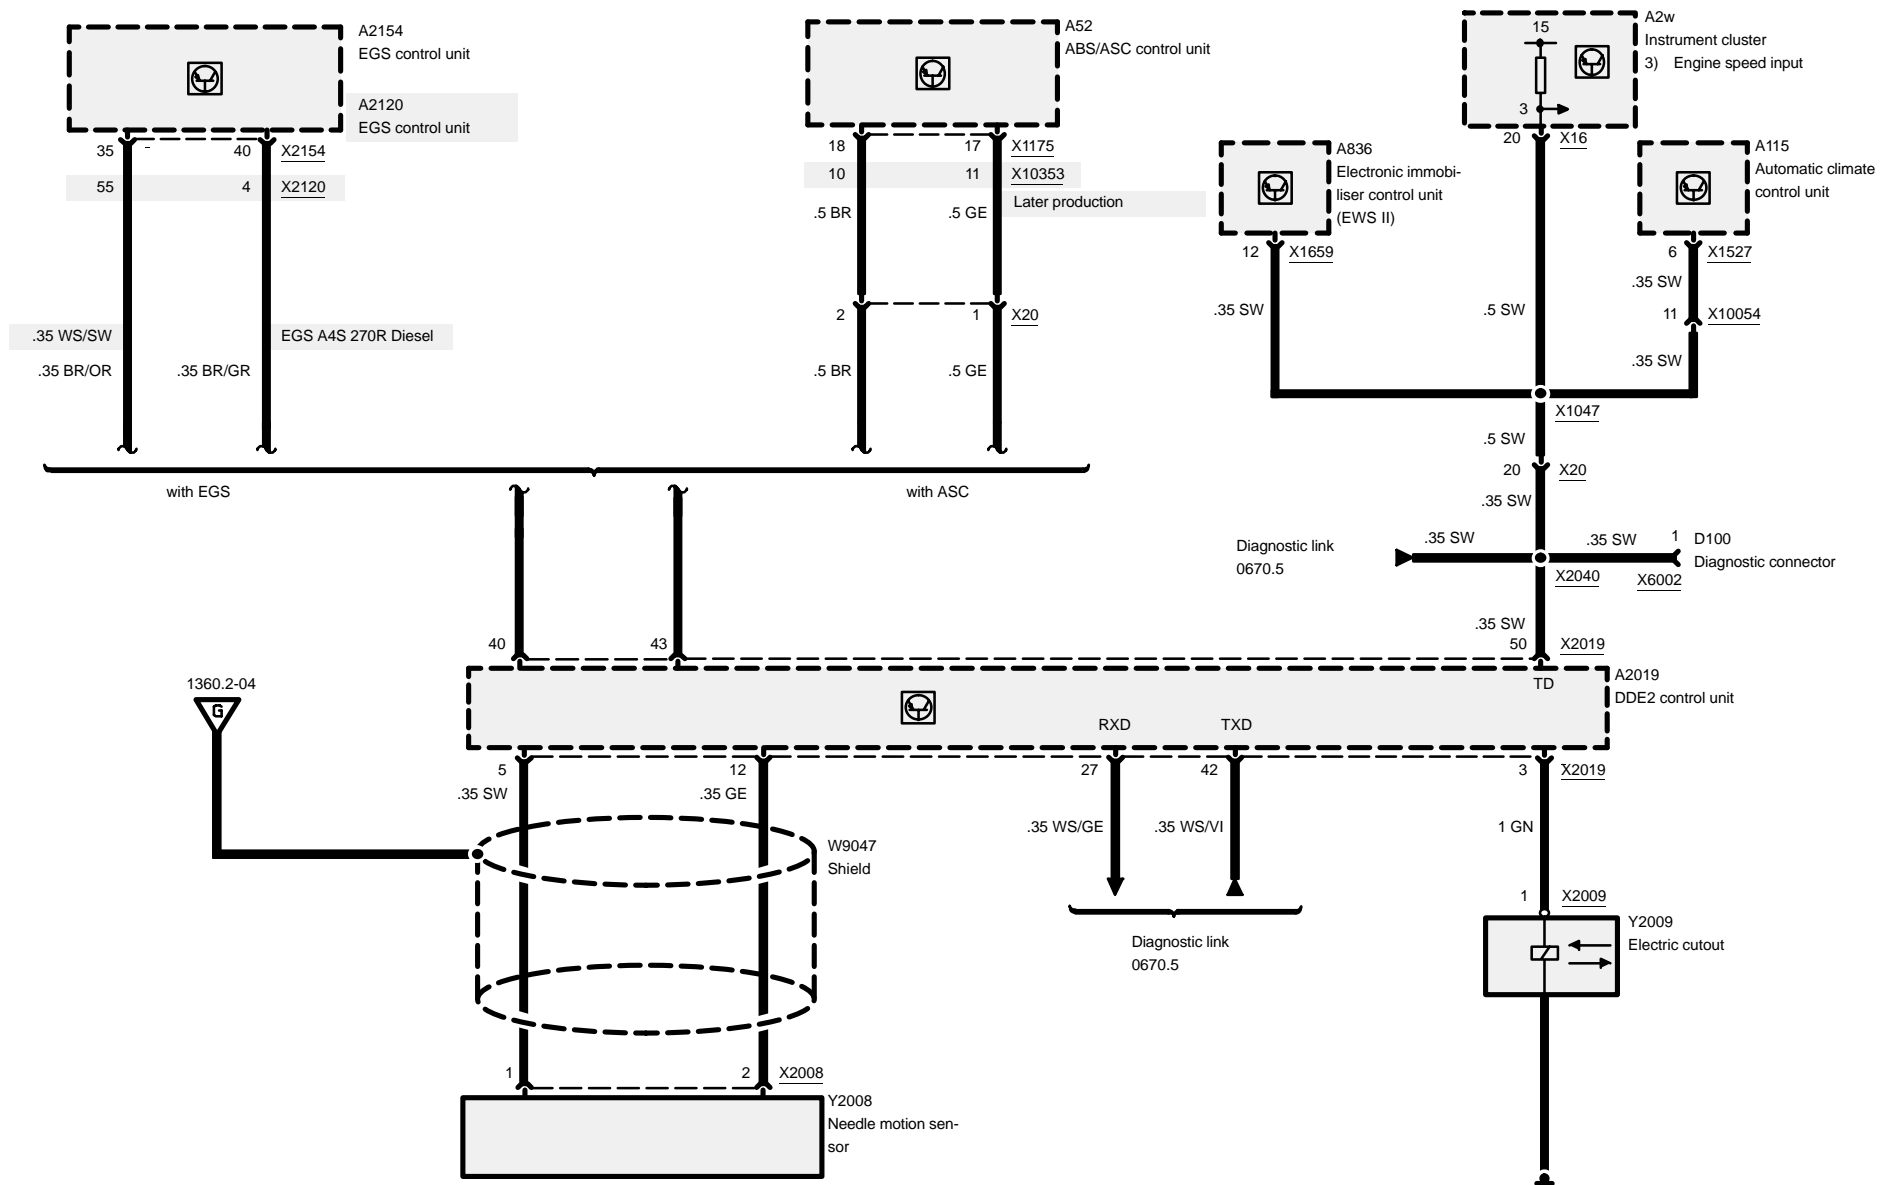 A2154
EGS control unit
A2120
EGS control unit
35
40
X2154
55
4
X2120
.35 WS/SW
EGS A4S 270R Diesel
.35 BR/OR
.35 BR/GR
with EGS
A52
ABS/ASC control unit
18
17
X1175
10
11
X10353
Later production
.5 BR
.5 GE
2
1
X20
.5 BR
.5 GE
with ASC
15
3
A2w
Instrument cluster
3) Engine speed input
20
X16
A836
Electronic immobi-
liser control unit
(EWS II)
12
X1659
.35 SW
.5 SW
A115
Automatic climate
control unit
6
X1527
.35 SW
11
X10054
.35 SW
X1047
.5 SW
20
X20
.35 SW
Diagnostic link
0670.5
.35 SW
.35 SW
1
D100
Diagnostic connector
X2040
X6002
.35 SW
40
43
50
X2019
TD
A2019
DDE2 control unit
RXD
TXD
1360.2-04
G
5
12
27
42
3
X2019
.35 SW
.35 GE
.35 WS/GE
.35 WS/VI
1 GN
W9047
Shield
Diagnostic link
0670.5
1
X2009
Y2009
Electric cutout
1
2
X2008
Y2008
Needle motion sen-
sor